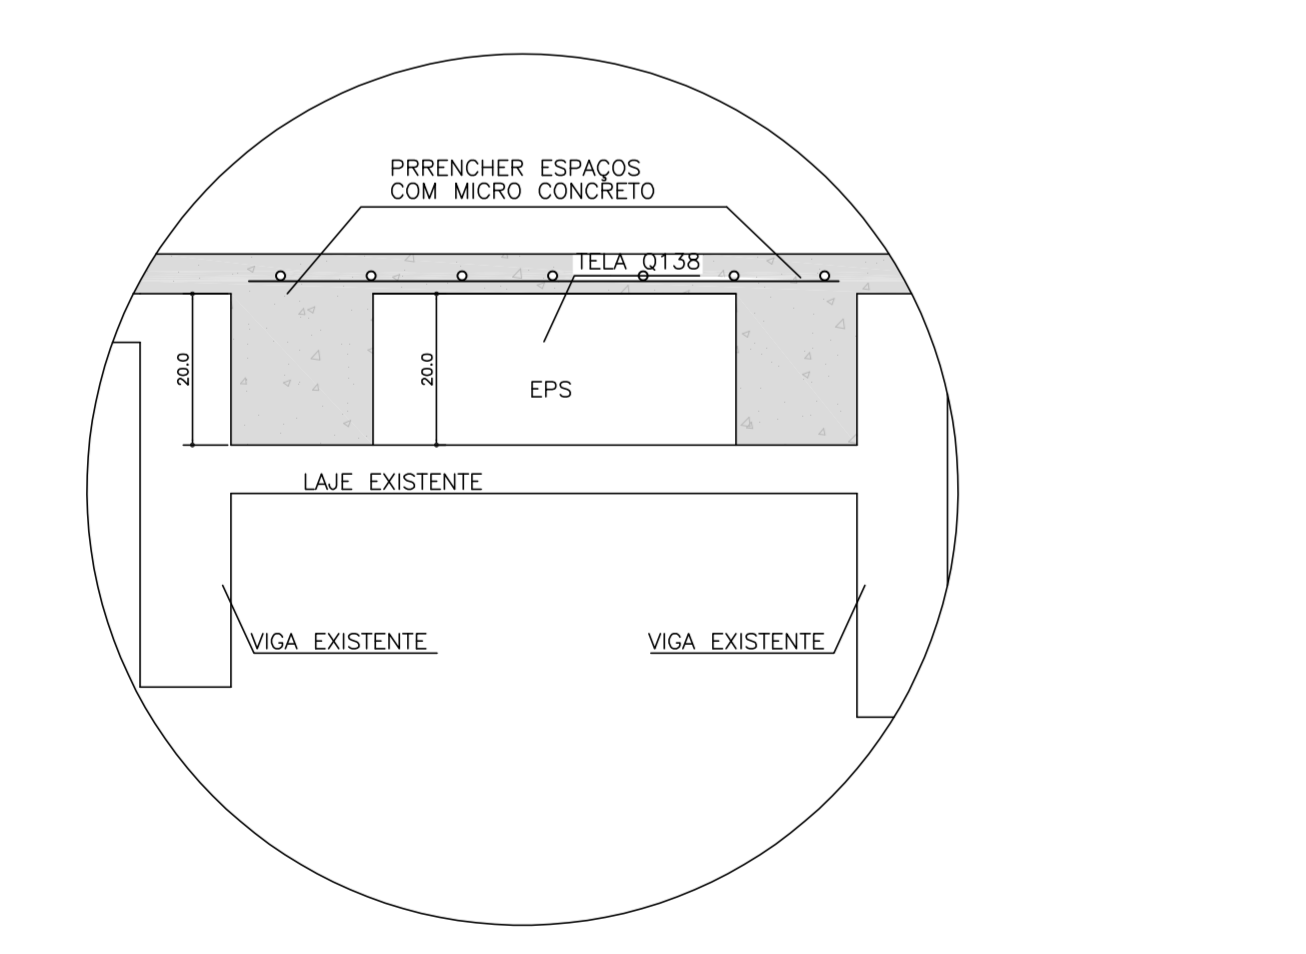 PRRENCHER ESPAÇOS
COM MICRO CONCRETO
TELA Q138
20.0
20.0
EPS
LAJE EXISTENTE
VIGA EXISTENTE
VIGA EXISTENTE